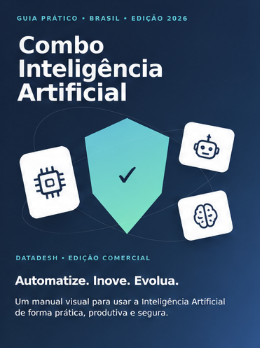 GUIA PRÁTICO • BRASIL • EDIÇÃO 2026
Combo
Inteligência
Artificial
DATADESH • EDIÇÃO COMERCIAL
Automatize. Inove. Evolua.
Um manual visual para usar a Inteligência Artificial
de forma prática, produtiva e segura.